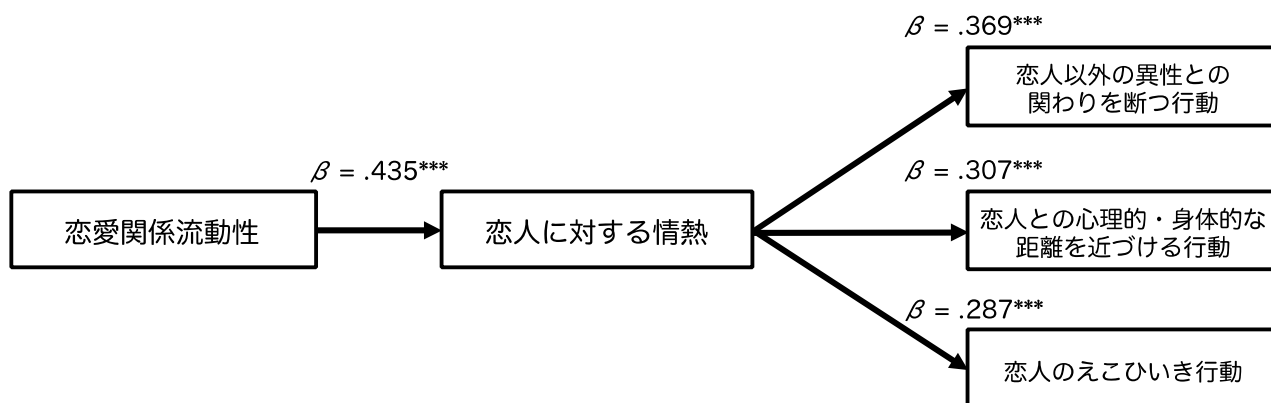 β = .369***
恋人以外の異性との
関わりを断つ行動
β = .435***
β = .307***
恋愛関係流動性
恋人に対する情熱
恋人との心理的・身体的な
距離を近づける行動
β = .287***
恋人のえこひいき行動